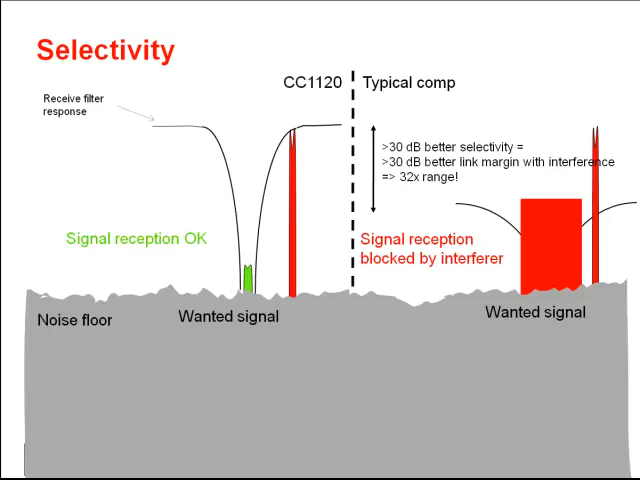 Selectivity
CC1120
Typical comp
Receive filter
response
>30 dB better selectivity =
>30 dB better link margin with interference
=> 32x range!
Signal reception OK
Signal reception
blocked by interferer
Noise floor
Wanted signal
Wanted signal